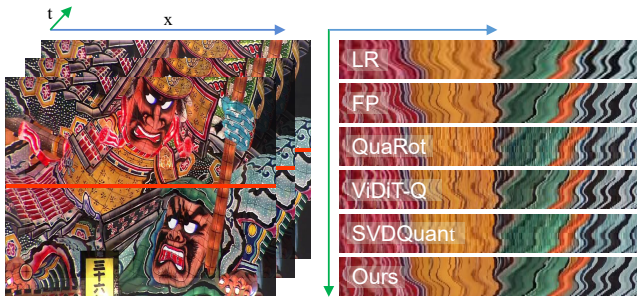 t
x
LR
FP
QuaRot
ViDiT-Q
SVDQuant
Ours
三十六